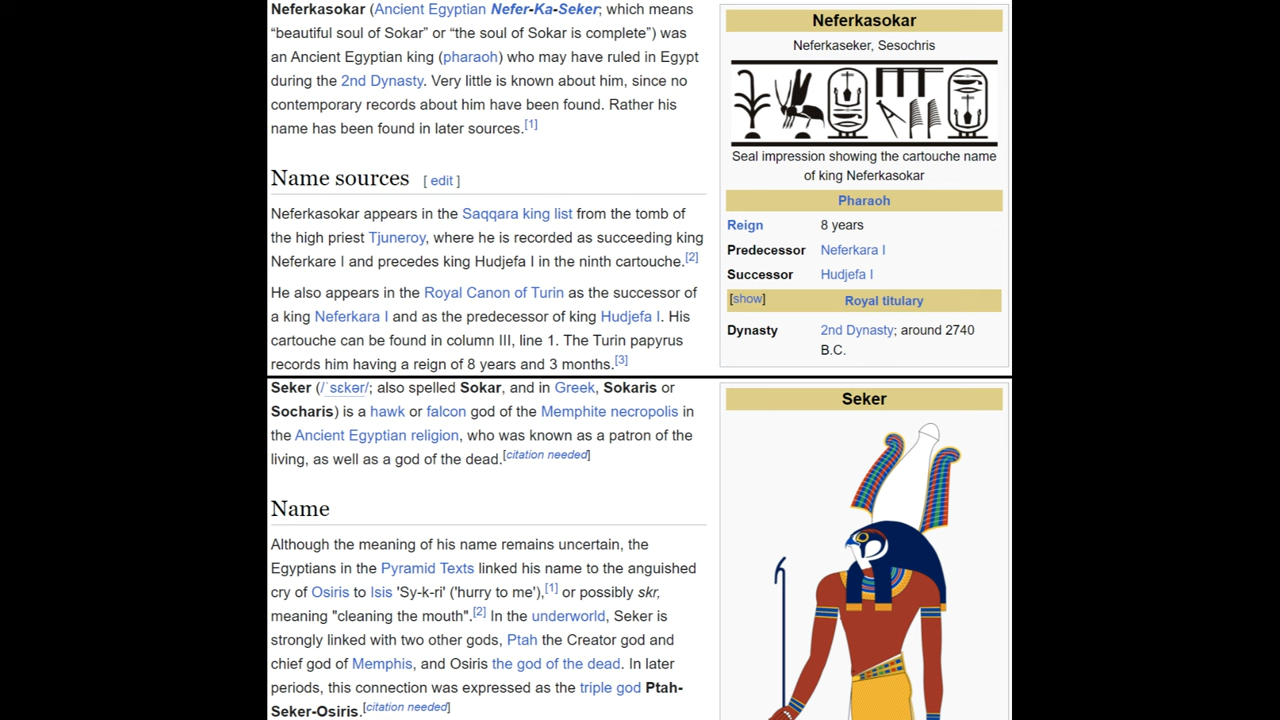 Neferkasokar (Ancient Egyptian Nefer-Ka-Seker; which means
“beautiful soul of Sokar” or “the soul of Sokar is complete”) was
an Ancient Egyptian king (pharaoh) who may have ruled in Egypt
during the 2nd Dynasty. Very little is known about him, since no
contemporary records about him have been found. Rather his
name has been found in later sources.[1]
Name sources [ edit ]
Neferkasokar appears in the Saqqara king list from the tomb of
the high priest Tjuneroy, where he is recorded as succeeding king
Neferkare I and precedes king Hudjefa I in the ninth cartouche.[2]
He also appears in the Royal Canon of Turin as the successor of
a king Neferkara I and as the predecessor of king Hudjefa I. His
cartouche can be found in column III, line 1. The Turin papyrus
records him having a reign of 8 years and 3 months.[3]
Neferkasokar
Neferkaseker, Sesochris
Seal impression showing the cartouche name
of king Neferkasokar
Pharaoh
Reign 8 years
Predecessor Neferkara I
Successor Hudjefa I
[show] Royal titulary
Dynasty 2nd Dynasty; around 2740
B.C.
Seker (/ˈsɛkər/; also spelled Sokar, and in Greek, Sokaris or
Socharis) is a hawk or falcon god of the Memphite necropolis in
the Ancient Egyptian religion, who was known as a patron of the
living, as well as a god of the dead.[citation needed]
Name
Although the meaning of his name remains uncertain, the
Egyptians in the Pyramid Texts linked his name to the anguished
cry of Osiris to Isis 'Sy-k-ri' ('hurry to me'),[1] or possibly skr,
meaning "cleaning the mouth".[2] In the underworld, Seker is
strongly linked with two other gods, Ptah the Creator god and
chief god of Memphis, and Osiris the god of the dead. In later
periods, this connection was expressed as the triple god Ptah-
Seker-Osiris.[citation needed]
Seker